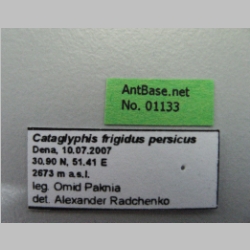 AntBase.net
No. 01133
Cataglyphis frigidus persicus
Dena, 10.07.2007
30.90 N, 51.41 E
2673 m a.s.l.
leg. Omid Paknia
det. Alexander Radchenko